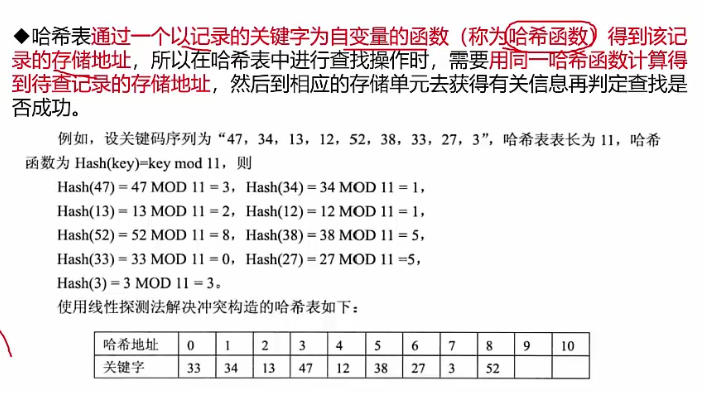 ◆哈希表通过一个以记录的关键字为自变量的函数（称为哈希函数）得到该记
录的存储地址，所以在哈希表中进行查找操作时，需要用同一哈希函数计算得
到待查记录的存储地址，然后到相应的存储单元去获得有关信息再判定查找是
否成功。
例如，设关键码序列为“47，34，13，12，52，38，33，27，3”，哈希表表长为 11，哈希
函数为 Hash(key)=key mod 11，则
Hash(47) = 47 MOD 11 = 3，Hash(34) = 34 MOD 11 = 1，
Hash(13) = 13 MOD 11 = 2，Hash(12) = 12 MOD 11 = 1，
Hash(52) = 52 MOD 11 = 8，Hash(38) = 38 MOD 11 = 5，
Hash(33) = 33 MOD 11 = 0，Hash(27) = 27 MOD 11 =5，
Hash(3) = 3 MOD 11 = 3。
使用线性探测法解决冲突构造的哈希表如下：
哈希地址 0 1 2 3 4 5 6 7 8 9 10
关键字 33 34 13 47 12 38 27 3 52